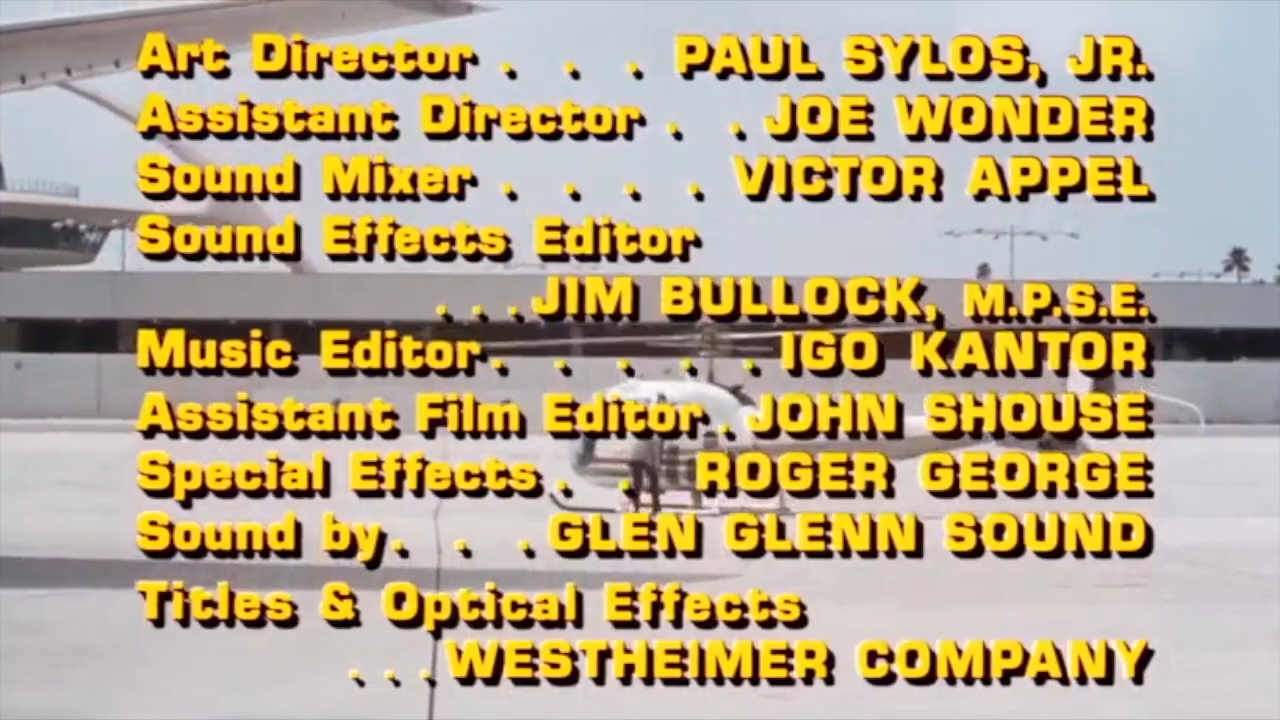 Art Director . . . PAUL SYLOS, JR.
Assistant Director . . JOE WONDER
Sound Mixer . . . . VICTOR APPEL
Sound Effects Editor
. . . JIM BULLOCK, M.P.S.E.
Music Editor . . . . . IGO KANTOR
Assistant Film Editor . JOHN SHOUSE
Special Effects . . ROGER GEORGE
Sound by . . . GLEN GLENN SOUND
Titles & Optical Effects
. . . WESTHEIMER COMPANY